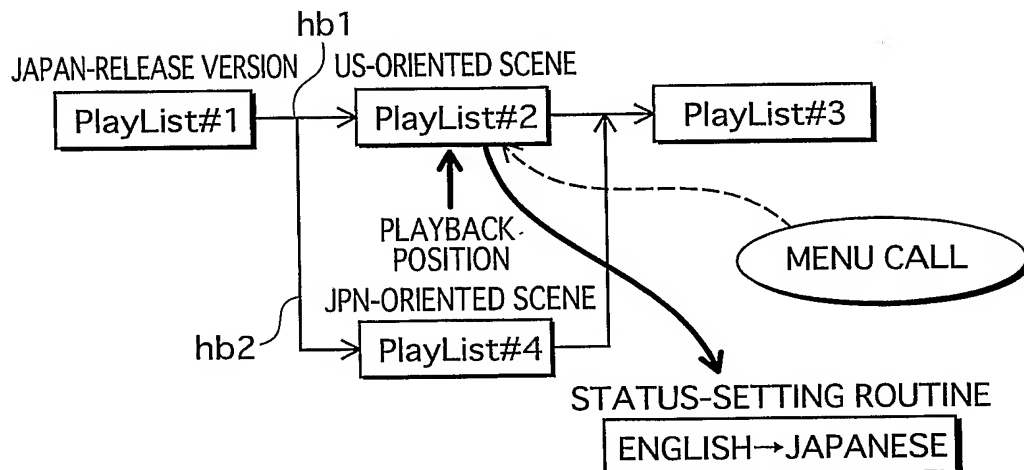 hb1
JAPAN-RELEASE VERSION
US-ORIENTED SCENE
PlayList#1
PlayList#2
PlayList#3
PLAYBACK
POSITION
MENU CALL
JPN-ORIENTED SCENE
hb2
PlayList#4
STATUS-SETTING ROUTINE
ENGLISH→JAPANESE